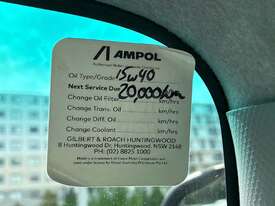 AMPOL
Oil Type/Grade 15w40
Next Service Due 20,000km
Change Oil Filter km/hrs
Change Trans. Oil km/hrs
Change Diff. Oil km/hrs
Change Coolant km/hrs
GILBERT & ROACH HUNTINGWOOD
8 Huntingwood Dr, Huntingwood, NSW 2148
PH: (02) 8825 1000